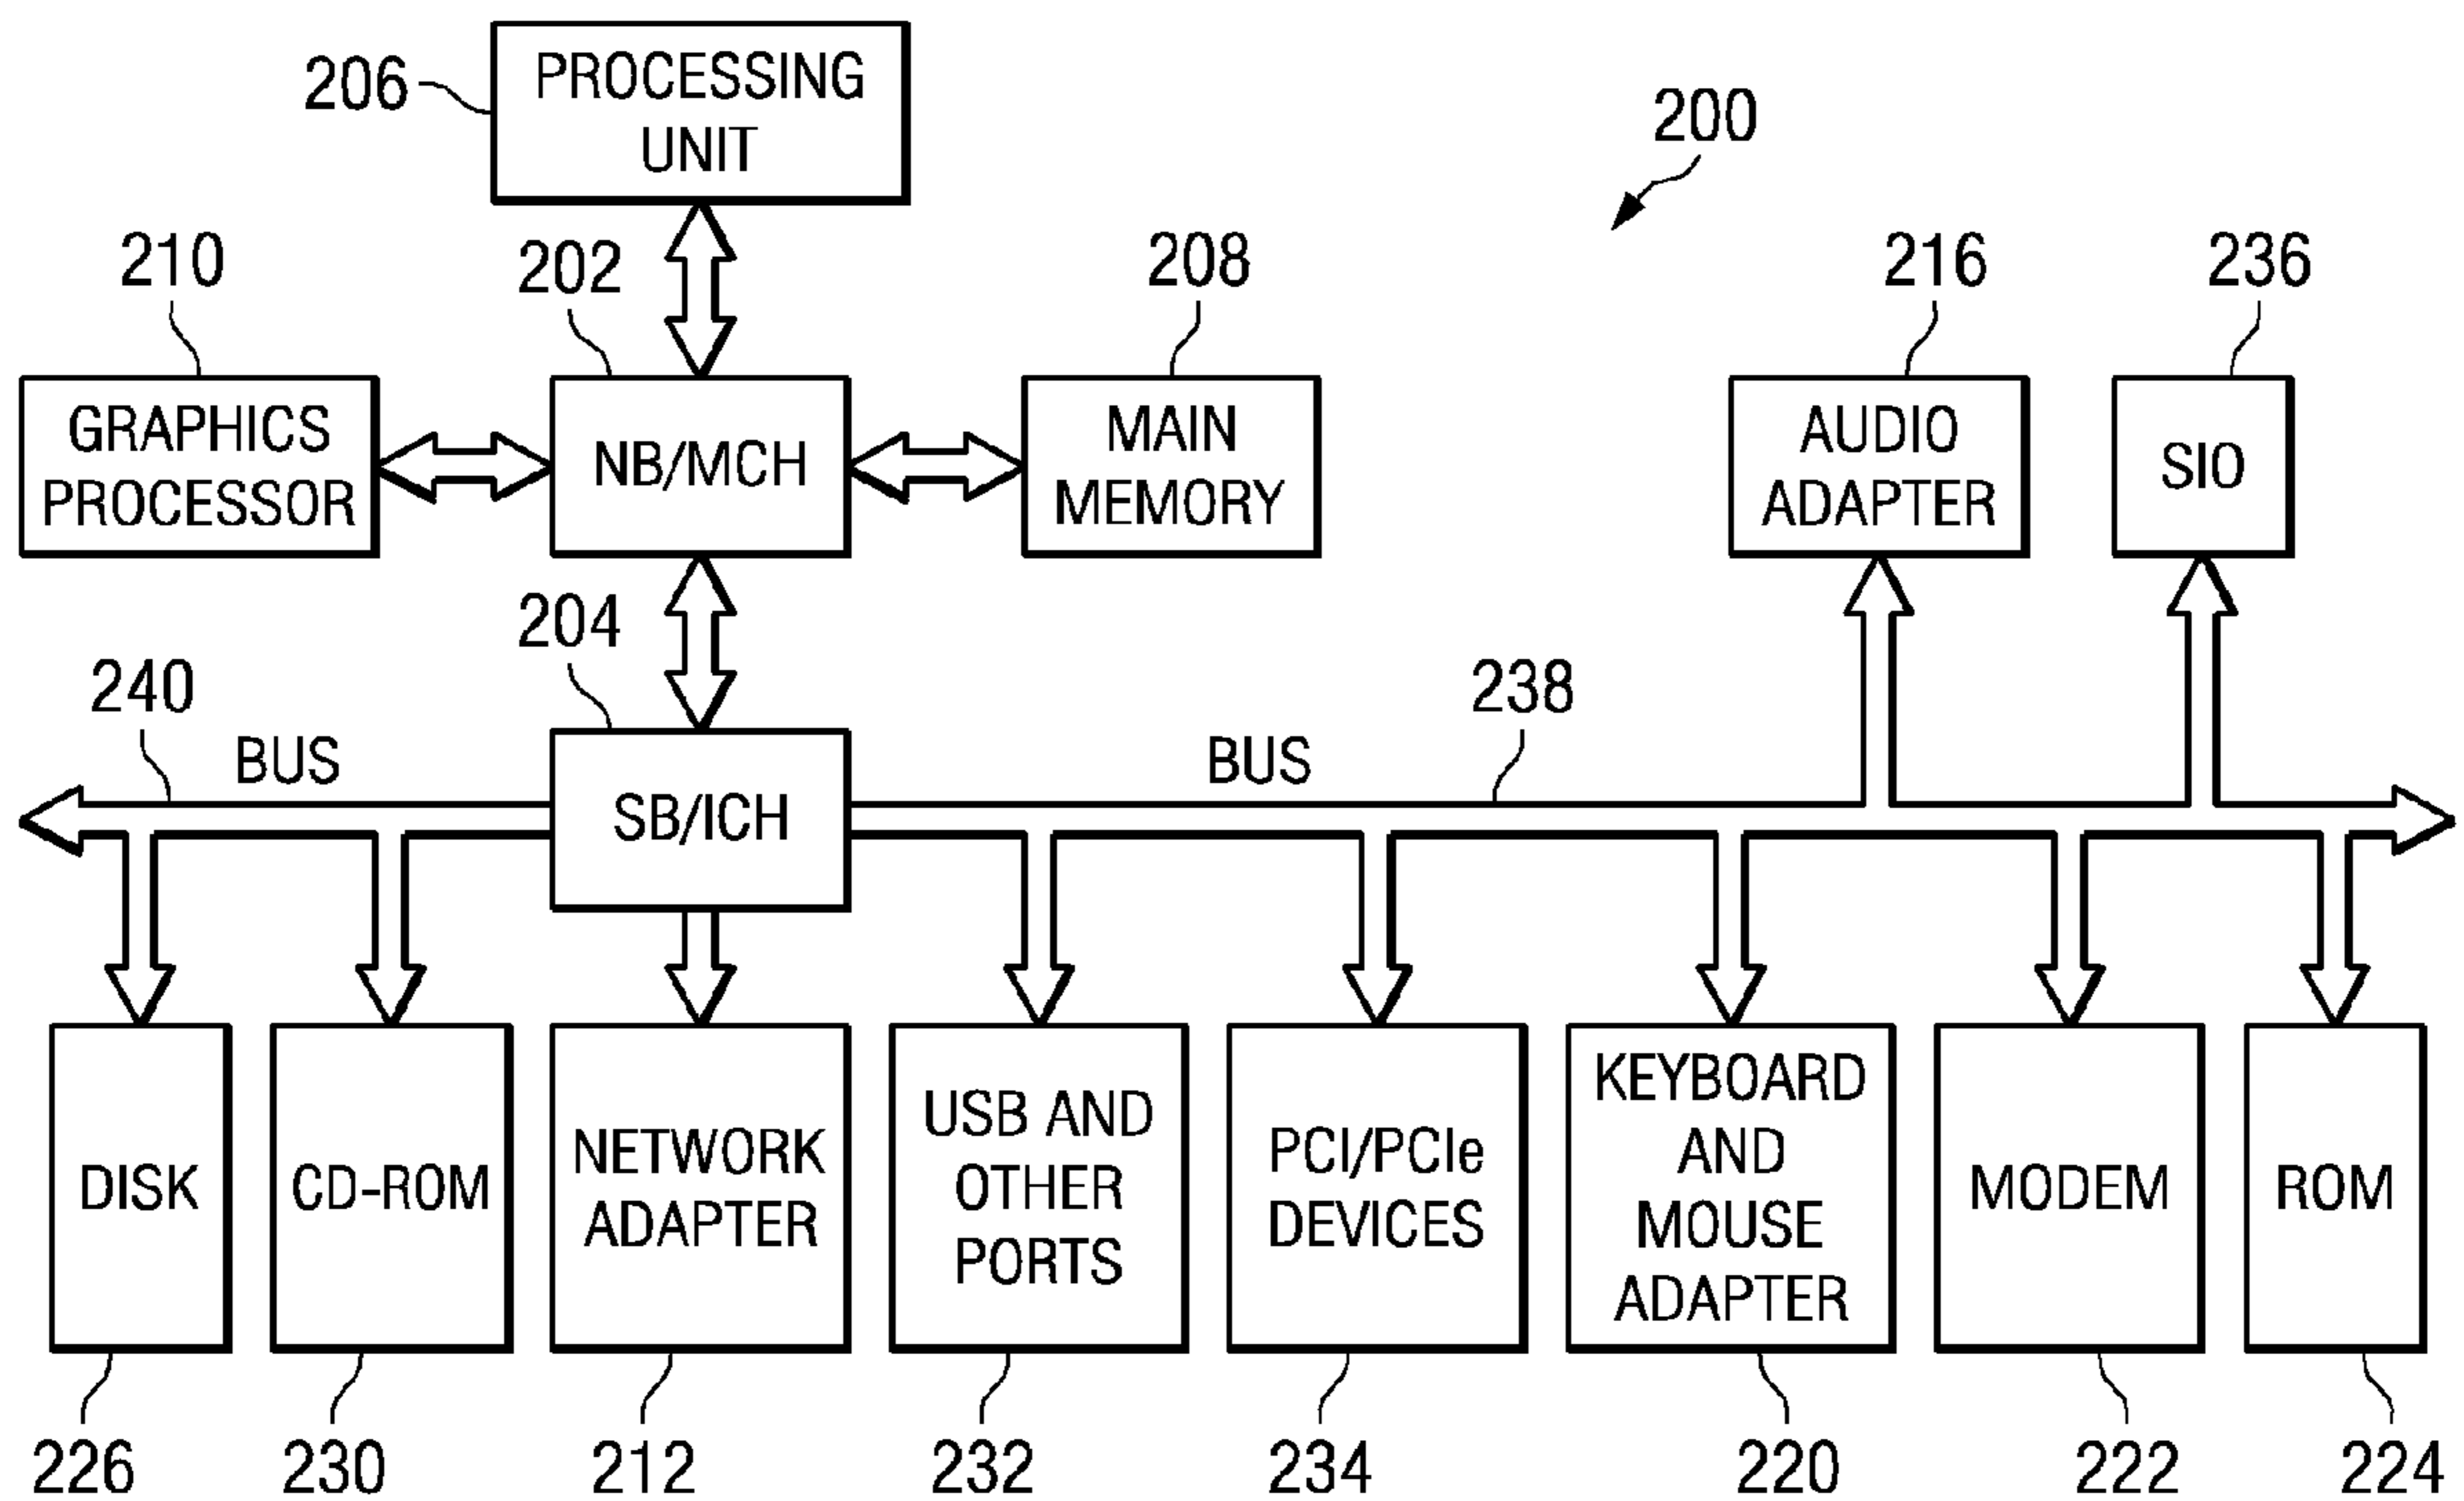 206
PROCESSING
UNIT
200
210
202
208
216
236
GRAPHICS
PROCESSOR
NB/MCH
MAIN
MEMORY
AUDIO
ADAPTER
SIO
204
240
BUS
238
BUS
SB/ICH
DISK
CD-ROM
NETWORK
ADAPTER
USB AND
OTHER
PORTS
PCI/PCIe
DEVICES
KEYBOARD
AND
MOUSE
ADAPTER
MODEM
ROM
226
230
212
232
234
220
222
224